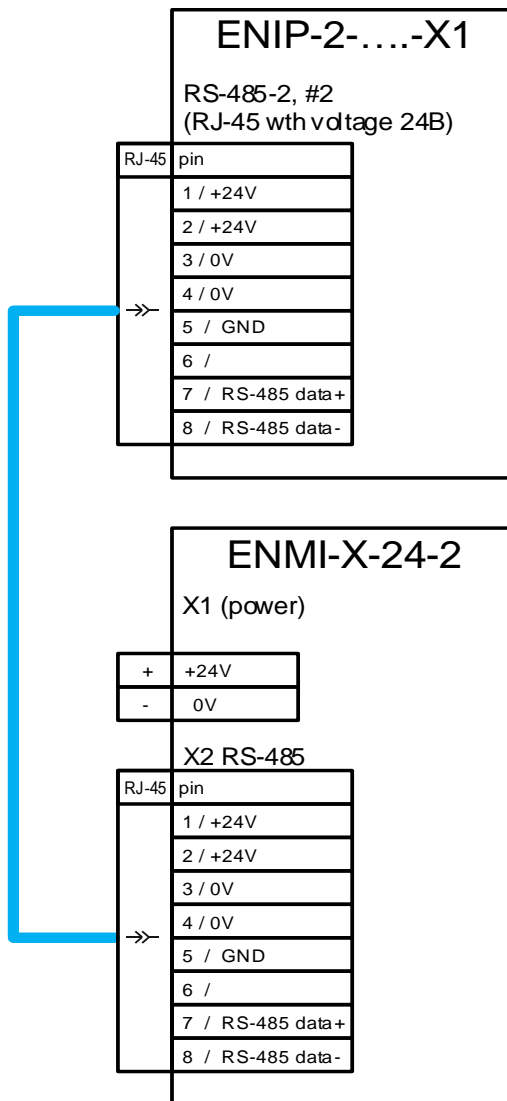 ENIP-2-….-X1
RS-485-2, #2
(RJ-45 wth voltage 24B)
RJ-45 pin
1 / +24V
2 / +24V
3 / 0V
4 / 0V
5 / GND
6 /
7 / RS-485 data+
8 / RS-485 data-
ENMI-X-24-2
X1 (power)
+ +24V
- 0V
X2 RS-485
RJ-45 pin
1 / +24V
2 / +24V
3 / 0V
4 / 0V
5 / GND
6 /
7 / RS-485 data+
8 / RS-485 data-